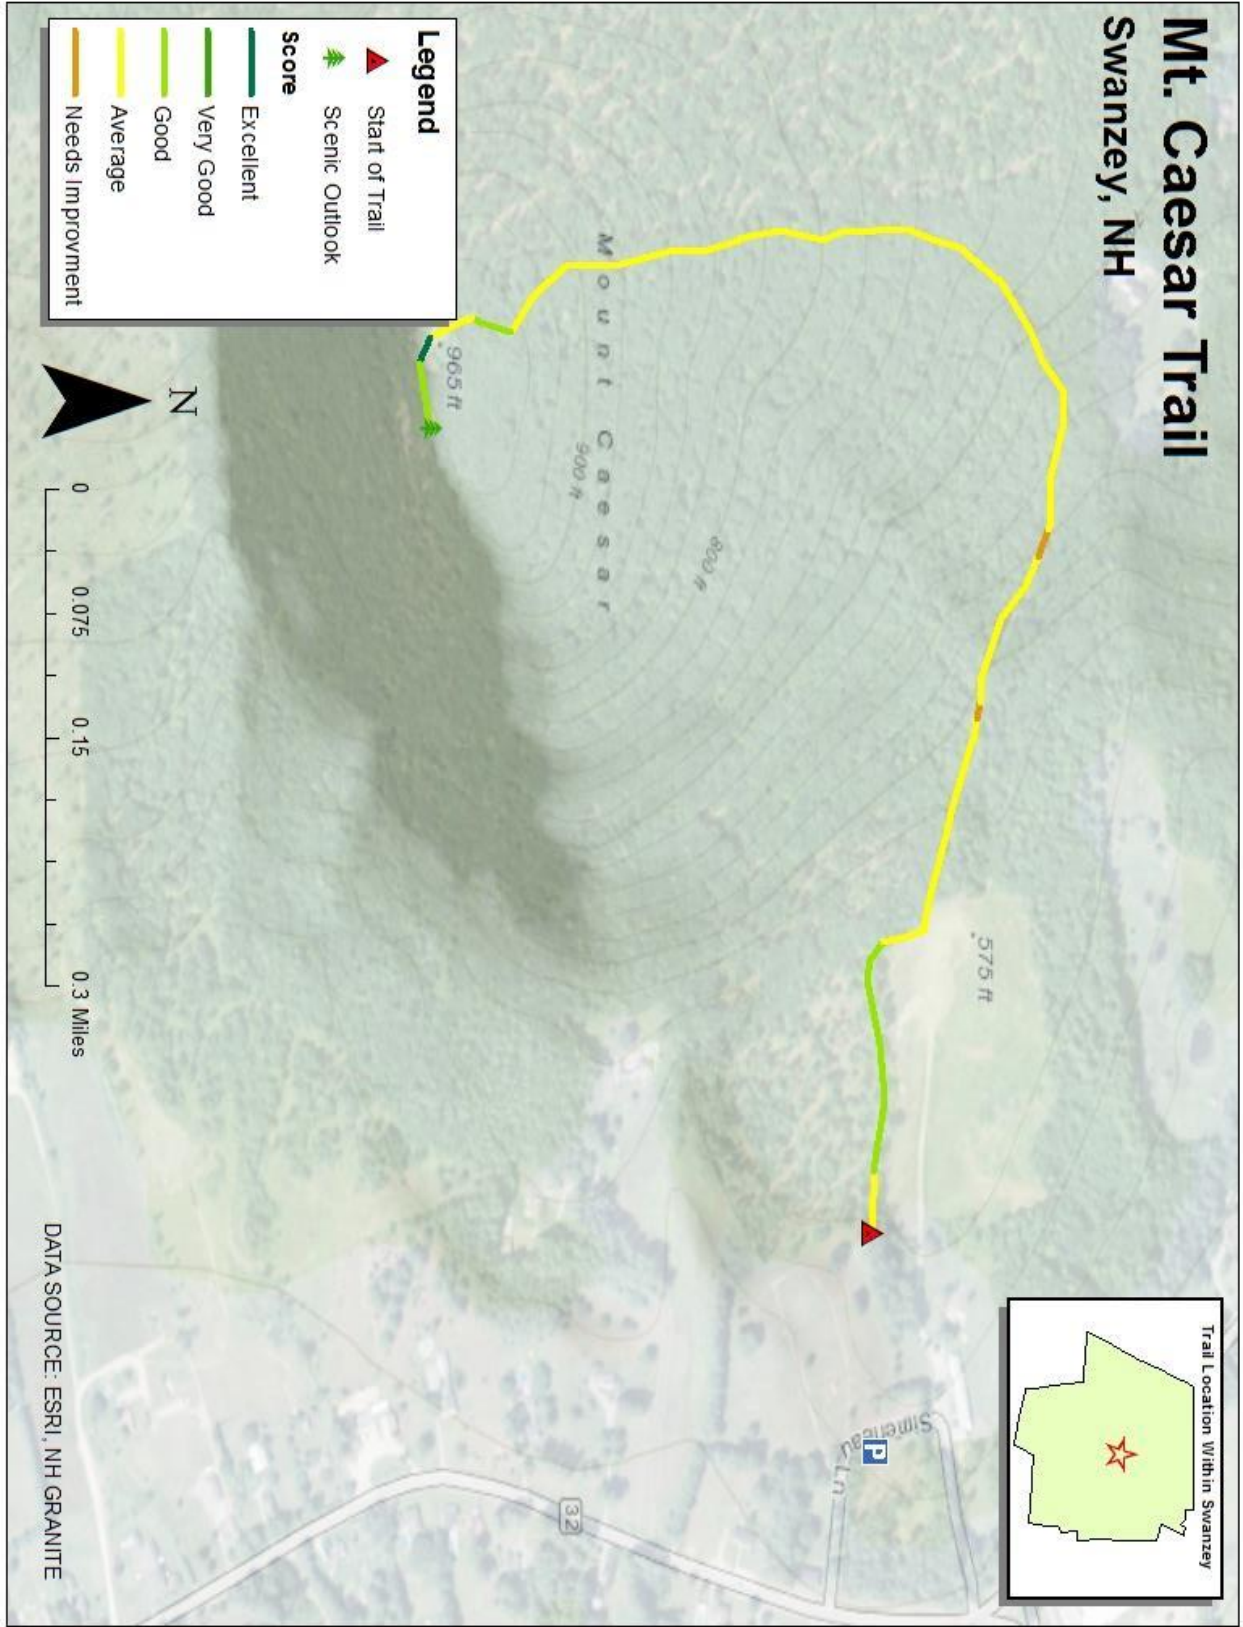 Mt. Caesar Trail
Swanzey, NH
Trail Location Within Swanzey
575 ft
800 ft
Mount Caesar
900 ft
965 ft
Simeneau Ln
P
32
Legend
Start of Trail
Scenic Outlook
Score
Excellent
Very Good
Good
Average
Needs Improvment
N
0 0.075 0.15 0.3 Miles
DATA SOURCE: ESRI, NH GRANITE